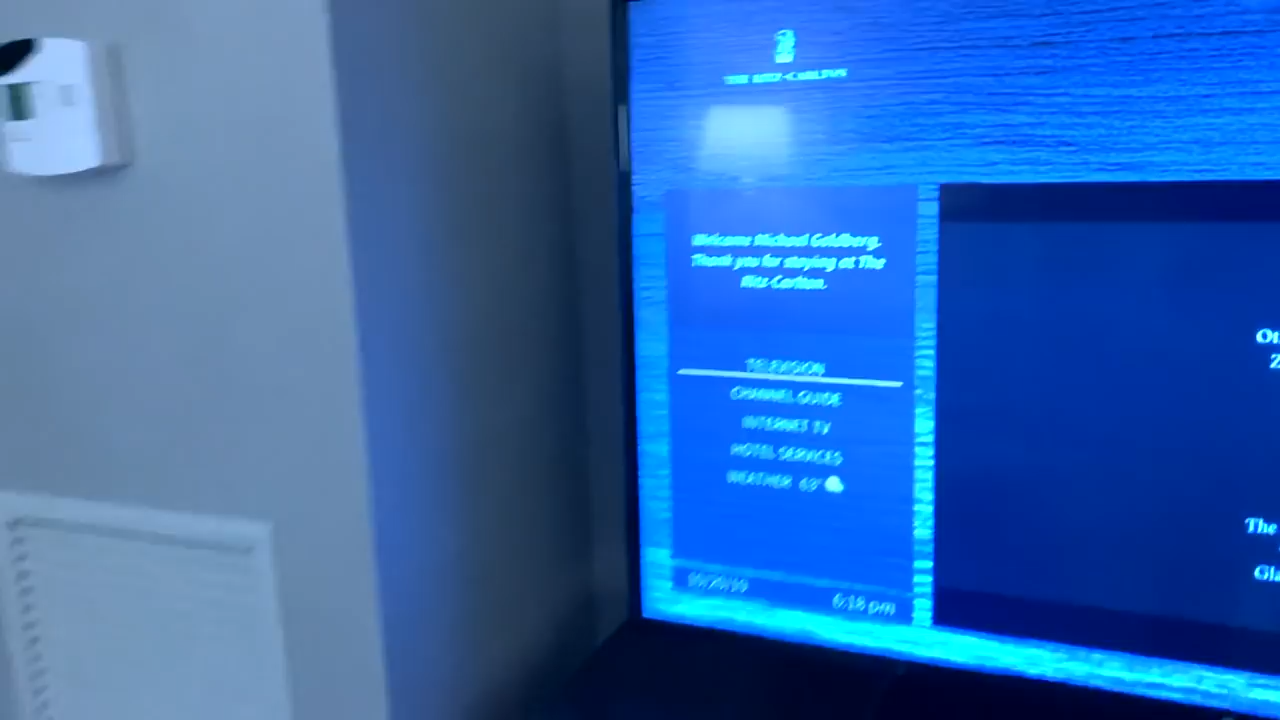 THE RITZ-CARLTON
Welcome Michael Goldberg,
Thank you for staying at The
Ritz-Carlton.
TELEVISION
CHANNEL GUIDE
INTERNET TV
HOTEL SERVICES
WEATHER 63°
6:18 pm
The